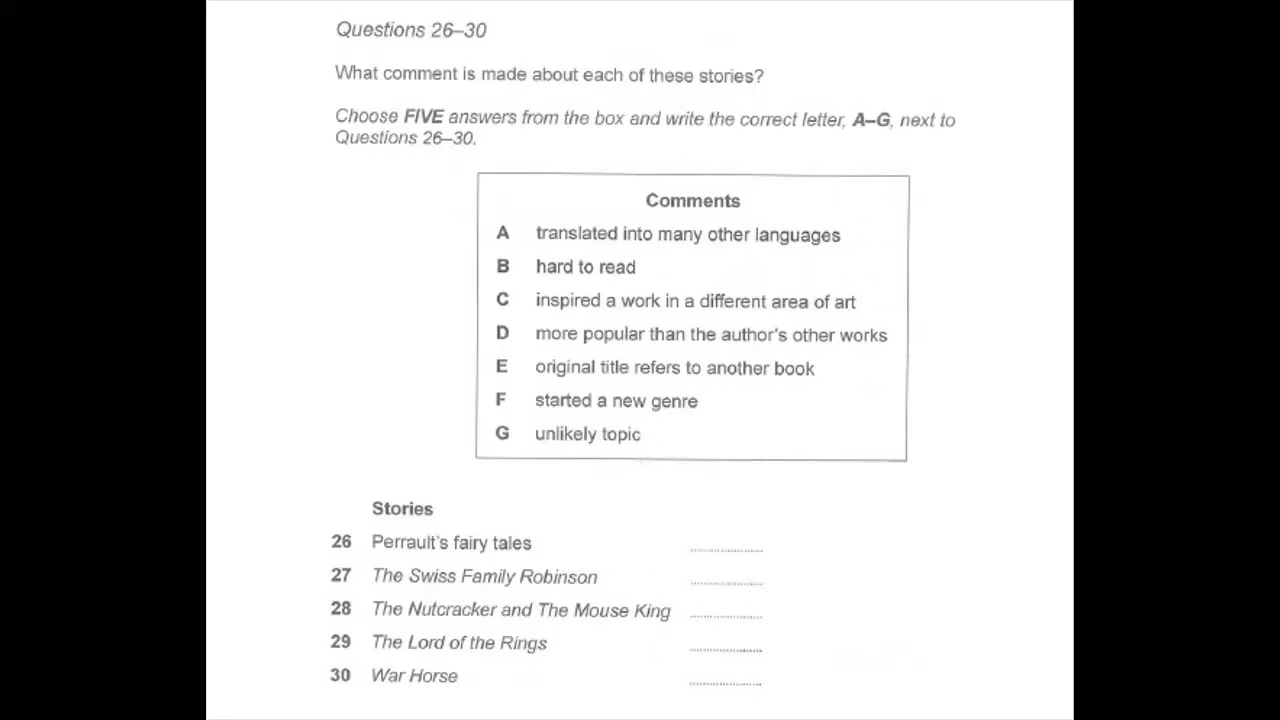 Questions 26–30
What comment is made about each of these stories?
Choose FIVE answers from the box and write the correct letter, A–G, next to
Questions 26–30.
Comments
A translated into many other languages
B hard to read
C inspired a work in a different area of art
D more popular than the author's other works
E original title refers to another book
F started a new genre
G unlikely topic
Stories
26 Perrault's fairy tales ....................
27 The Swiss Family Robinson ....................
28 The Nutcracker and The Mouse King ....................
29 The Lord of the Rings ....................
30 War Horse ....................